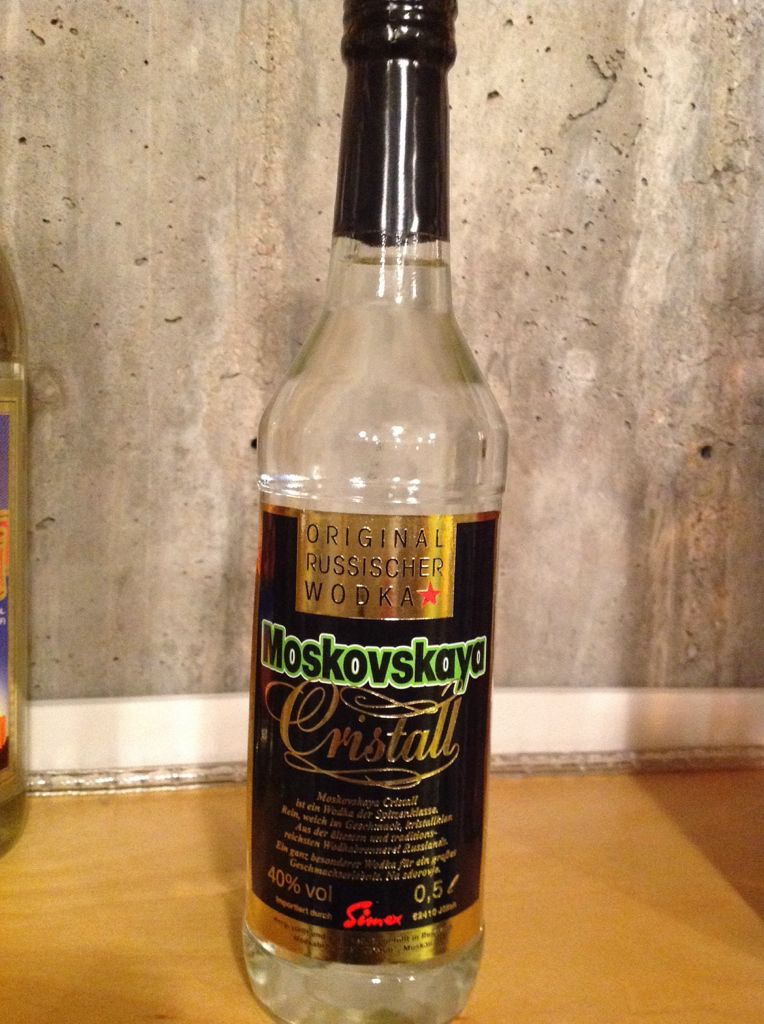 ORIGINAL
RUSSISCHER
WODKA
Moskovskaya
Cristall
Moskovskaya Cristall
ist ein Wodka der Spitzenklasse.
Rein, weich im Geschmack, kristallklar.
Aus der ältesten und traditions-
reichsten Wodkabrennerei Russlands.
Ein ganz besonderer Wodka für ein großes
Geschmackserlebnis. Na zdorovje.
40% vol
0,5 ℓ
Importiert durch
Simex
Jülich